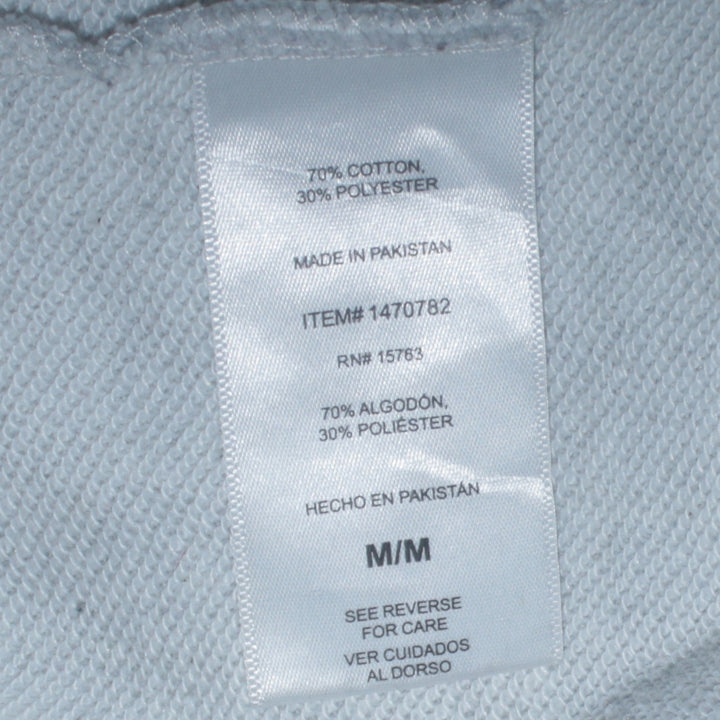 70% COTTON,
30% POLYESTER
MADE IN PAKISTAN
ITEM# 1470782
RN# 15763
70% ALGODÓN,
30% POLIÉSTER
HECHO EN PAKISTÁN
M/M
SEE REVERSE
FOR CARE
VER CUIDADOS
AL DORSO